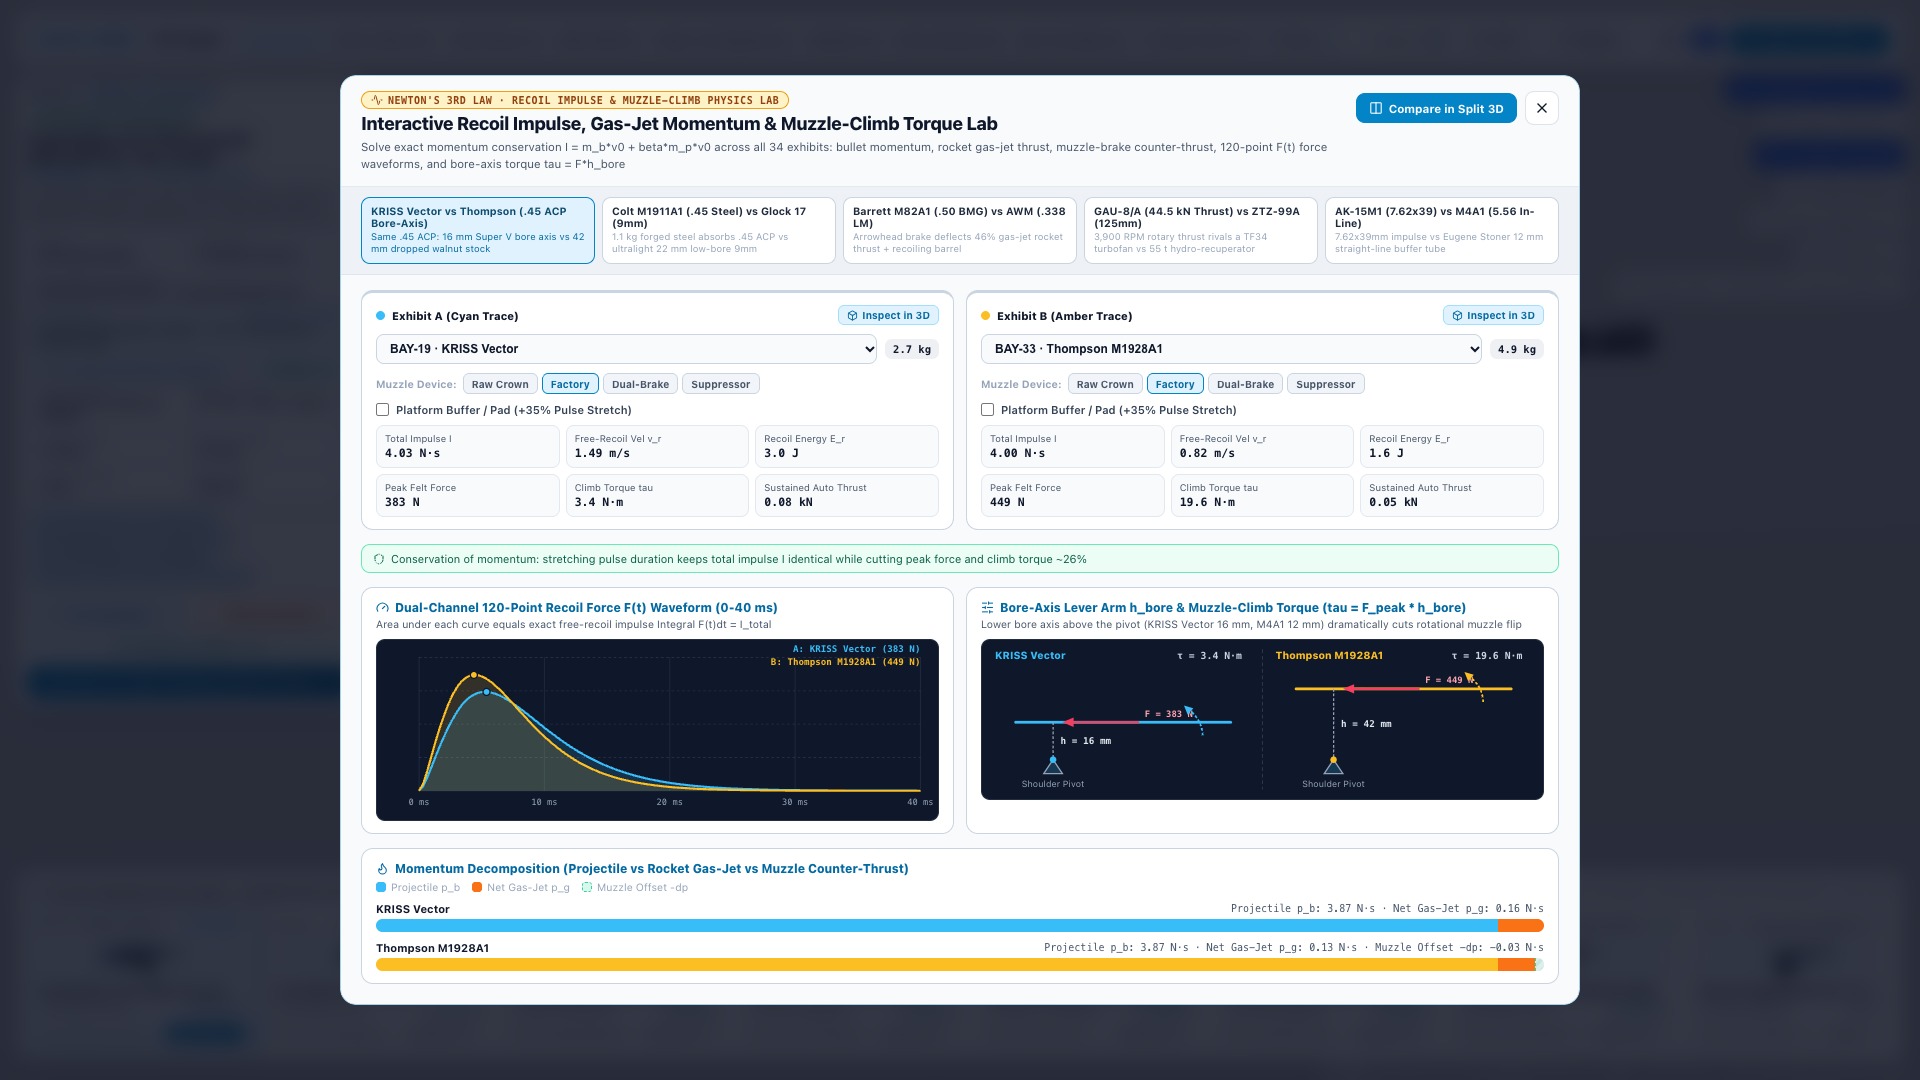 NEWTON'S 3RD LAW · RECOIL IMPULSE & MUZZLE–CLIMB PHYSICS LAB
Interactive Recoil Impulse, Gas-Jet Momentum & Muzzle-Climb Torque Lab
Solve exact momentum conservation I = m_b*v0 + beta*m_p*v0 across all 34 exhibits: bullet momentum, rocket gas-jet thrust, muzzle-brake counter-thrust, 120-point F(t) force
waveforms, and bore-axis torque tau = F*h_bore
Compare in Split 3D
KRISS Vector vs Thompson (.45 ACP
Bore-Axis)
Same .45 ACP: 16 mm Super V bore axis vs 42
mm dropped walnut stock
Colt M1911A1 (.45 Steel) vs Glock 17
(9mm)
1.1 kg forged steel absorbs .45 ACP vs
ultralight 22 mm low-bore 9mm
Barrett M82A1 (.50 BMG) vs AWM (.338
LM)
Arrowhead brake deflects 46% gas-jet rocket
thrust + recoiling barrel
GAU-8/A (44.5 kN Thrust) vs ZTZ-99A
(125mm)
3,900 RPM rotary thrust rivals a TF34
turbofan vs 55 t hydro-recuperator
AK-15M1 (7.62x39) vs M4A1 (5.56 In-
Line)
7.62x39mm impulse vs Eugene Stoner 12 mm
straight-line buffer tube
Exhibit A (Cyan Trace)
Inspect in 3D
BAY-19 · KRISS Vector
2.7 kg
Muzzle Device:
Raw Crown
Factory
Dual-Brake
Suppressor
Platform Buffer / Pad (+35% Pulse Stretch)
Total Impulse I
4.03 N·s
Free-Recoil Vel v_r
1.49 m/s
Recoil Energy E_r
3.0 J
Peak Felt Force
383 N
Climb Torque tau
3.4 N·m
Sustained Auto Thrust
0.08 kN
Exhibit B (Amber Trace)
Inspect in 3D
BAY-33 · Thompson M1928A1
4.9 kg
Muzzle Device:
Raw Crown
Factory
Dual-Brake
Suppressor
Platform Buffer / Pad (+35% Pulse Stretch)
Total Impulse I
4.00 N·s
Free-Recoil Vel v_r
0.82 m/s
Recoil Energy E_r
1.6 J
Peak Felt Force
449 N
Climb Torque tau
19.6 N·m
Sustained Auto Thrust
0.05 kN
Conservation of momentum: stretching pulse duration keeps total impulse I identical while cutting peak force and climb torque ~26%
Dual-Channel 120-Point Recoil Force F(t) Waveform (0-40 ms)
Area under each curve equals exact free-recoil impulse Integral F(t)dt = I_total
A: KRISS Vector (383 N)
B: Thompson M1928A1 (449 N)
0 ms
10 ms
20 ms
30 ms
40 ms
Bore-Axis Lever Arm h_bore & Muzzle-Climb Torque (tau = F_peak * h_bore)
Lower bore axis above the pivot (KRISS Vector 16 mm, M4A1 12 mm) dramatically cuts rotational muzzle flip
KRISS Vector
τ = 3.4 N·m
F = 383 N
h = 16 mm
Shoulder Pivot
Thompson M1928A1
τ = 19.6 N·m
F = 449
h = 42 mm
Shoulder Pivot
Momentum Decomposition (Projectile vs Rocket Gas-Jet vs Muzzle Counter-Thrust)
Projectile p_b
Net Gas-Jet p_g
Muzzle Offset -dp
KRISS Vector
Projectile p_b: 3.87 N·s · Net Gas–Jet p_g: 0.16 N·s
Thompson M1928A1
Projectile p_b: 3.87 N·s · Net Gas–Jet p_g: 0.13 N·s · Muzzle Offset –dp: –0.03 N·s